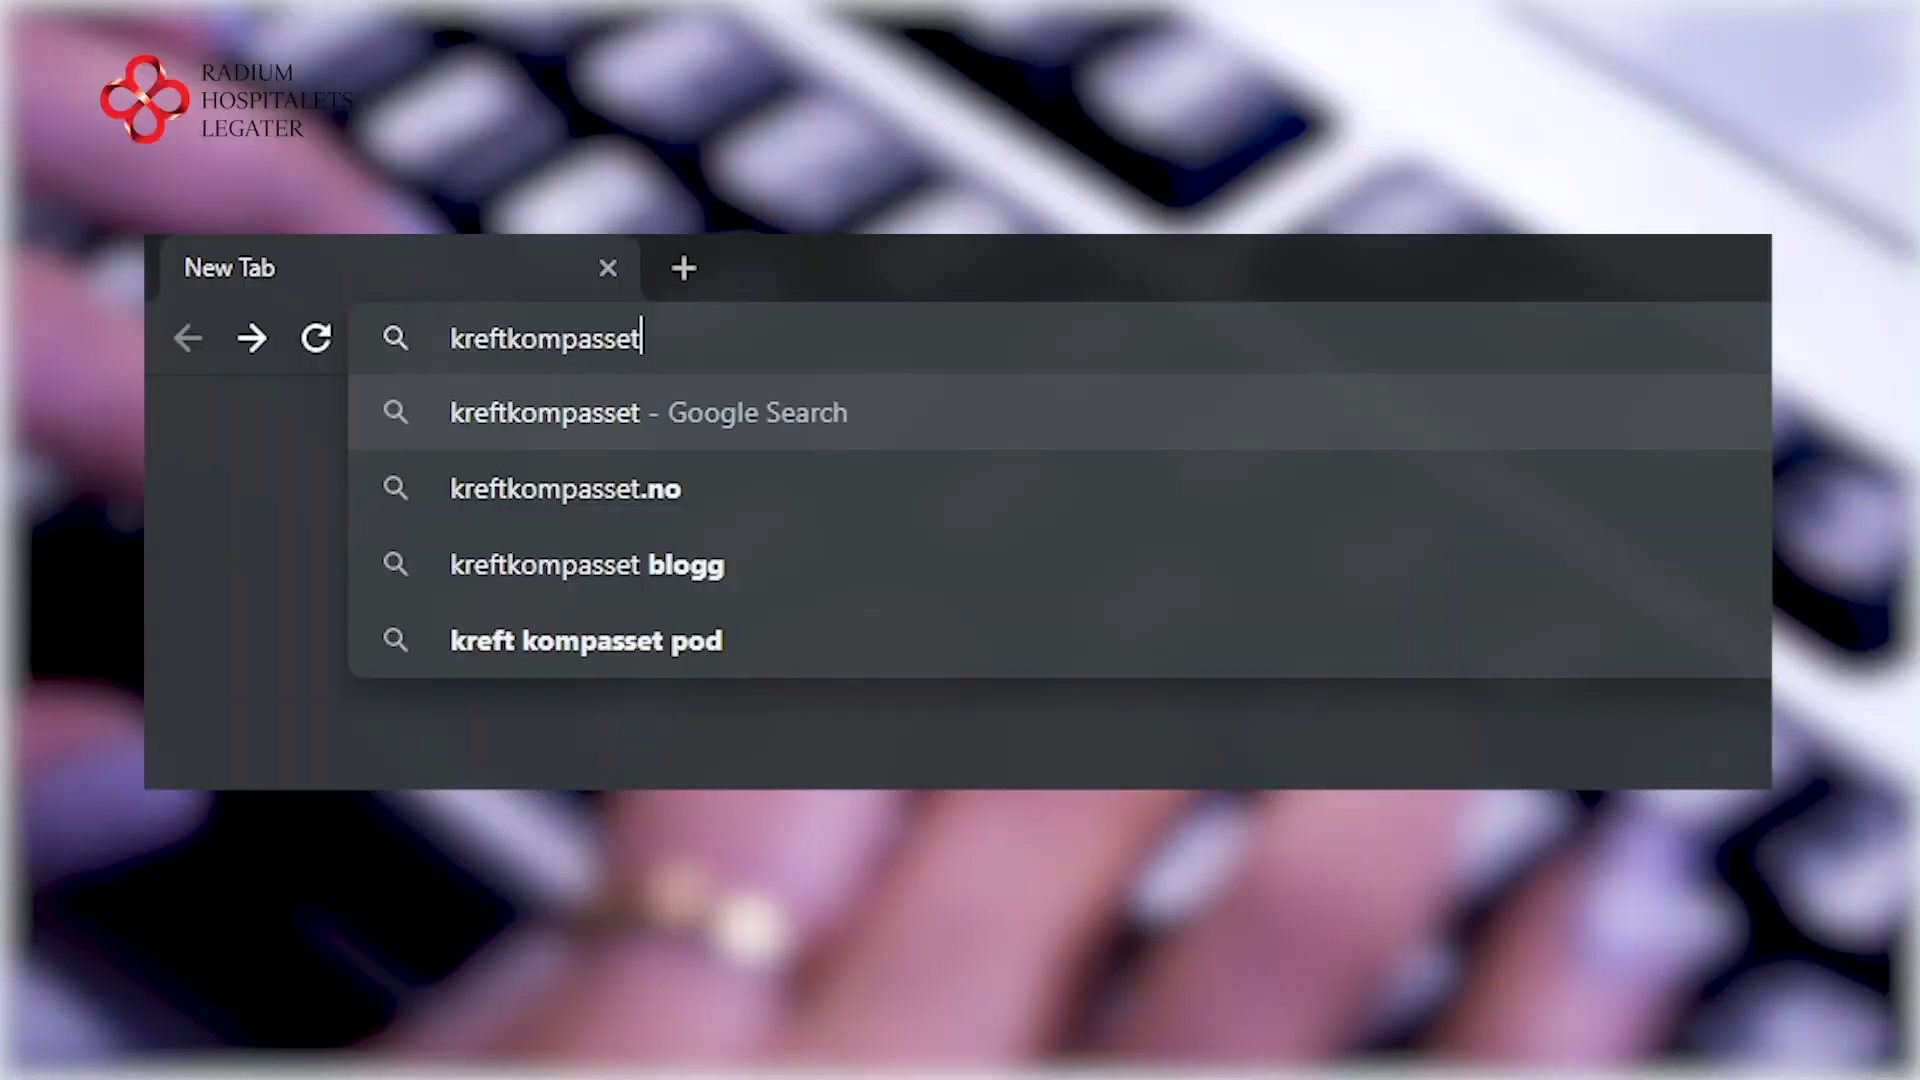 RADIUM
HOSPITALETS
LEGATER
New Tab
kreftkompasset
kreftkompasset - Google Search
kreftkompasset.no
kreftkompasset blogg
kreft kompasset pod